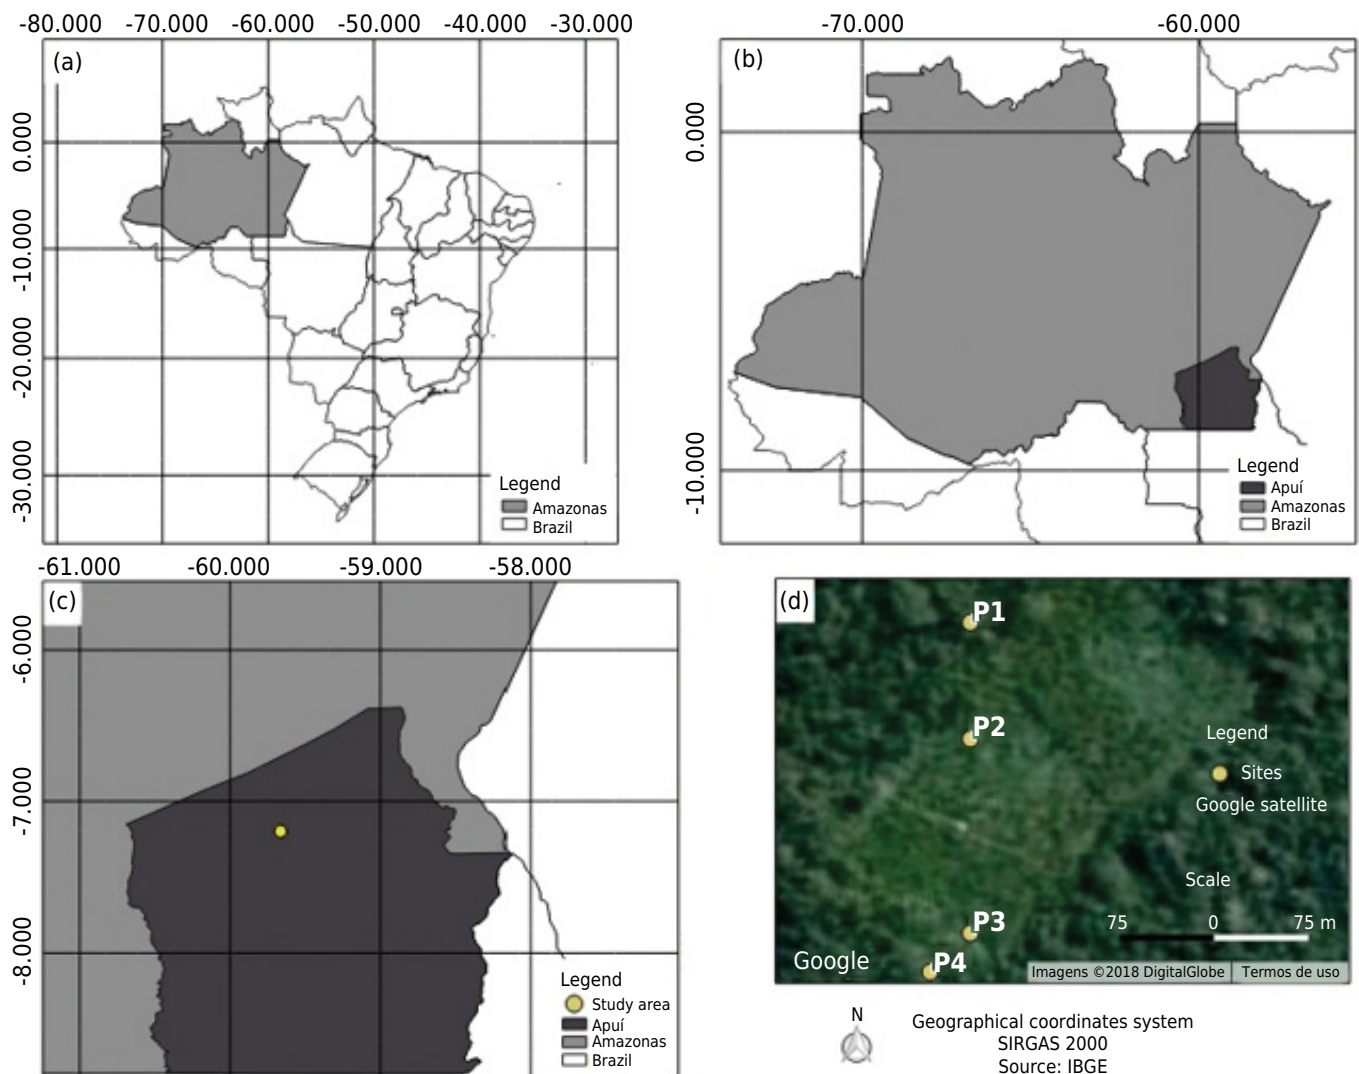 -80.000 -70.000 -60.000 -50.000 -40.000 -30.000
(a)
0.000
-10.000
-20.000
-30.000
Legend
Amazonas
Brazil
-70.000 -60.000
(b)
0.000
-10.000
Legend
Apuí
Amazonas
Brazil
-61.000 -60.000 -59.000 -58.000
(c)
-6.000
-7.000
-8.000
Legend
Study area
Apuí
Amazonas
Brazil
(d)
P1
P2
Legend
Sites
Google satellite
Scale
75 0 75 m
P3
P4
Google
Imagens ©2018 DigitalGlobe Termos de uso
N
Geographical coordinates system
SIRGAS 2000
Source: IBGE